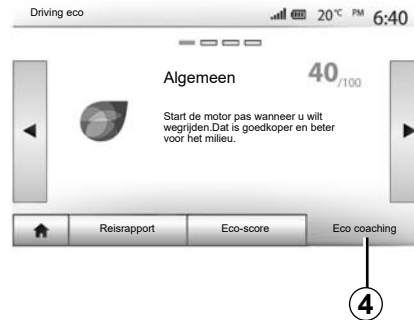 Driving eco 20°C PM 6:40
Algemeen 40/100
Start de motor pas wanneer u wilt
wegrijden.Dat is goedkoper en beter
voor het milieu.
Reisrapport Eco-score Eco coaching
4